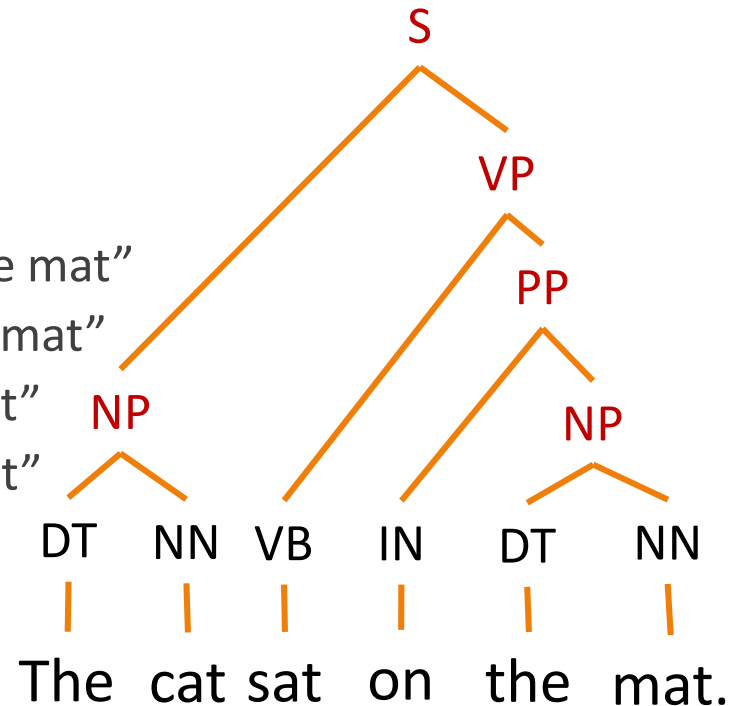 S
VP
e mat”
PP
mat”
t”
NP
NP
t”
DT NN VB IN DT NN
The cat sat on the mat.